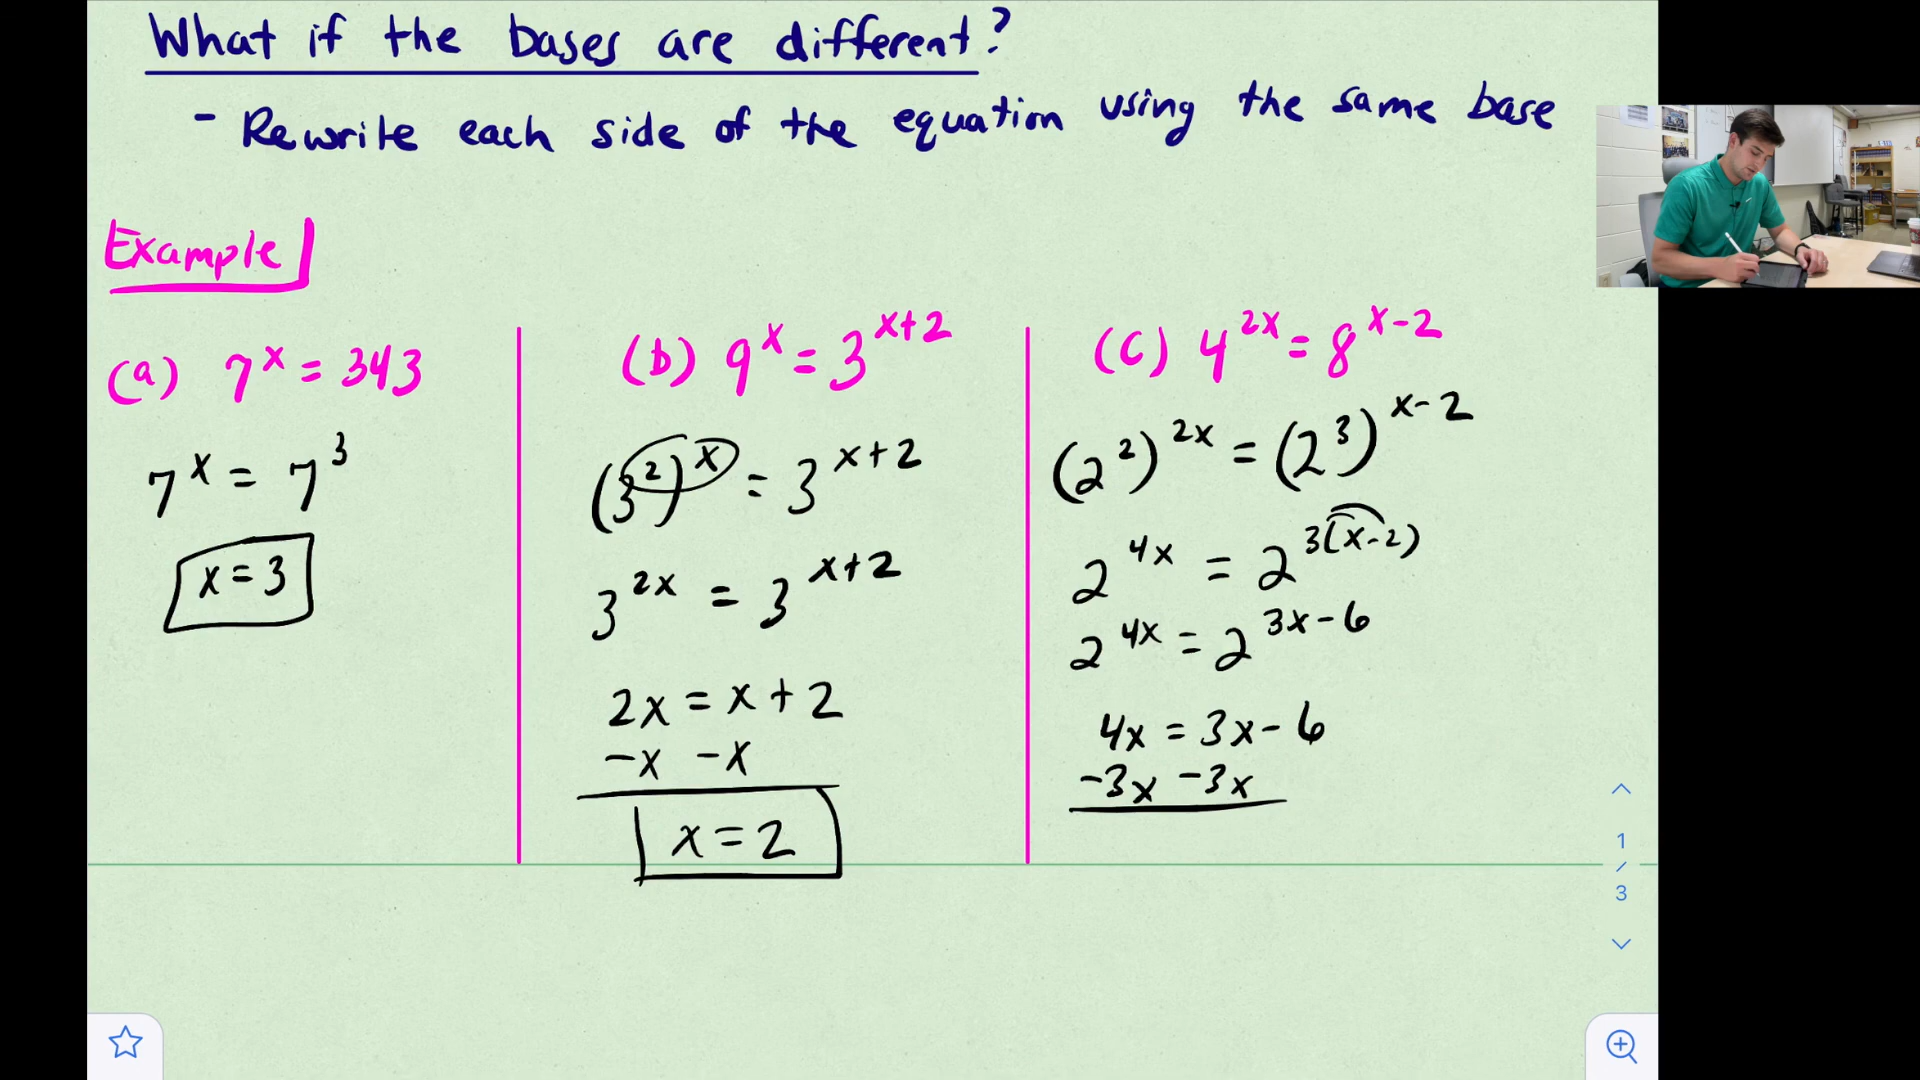 What if the bases are different?
- Rewrite each side of the equation using the same base
Example
(a) 7^x = 343
7^x = 7^3
x = 3
(b) 9^x = 3^{x+2}
(3^2)^x = 3^{x+2}
3^{2x} = 3^{x+2}
2x = x + 2
-x -x
x = 2
(c) 4^{2x} = 8^{x-2}
(2^2)^{2x} = (2^3)^{x-2}
2^{4x} = 2^{3(x-2)}
2^{4x} = 2^{3x-6}
4x = 3x - 6
-3x -3x
1
/
3